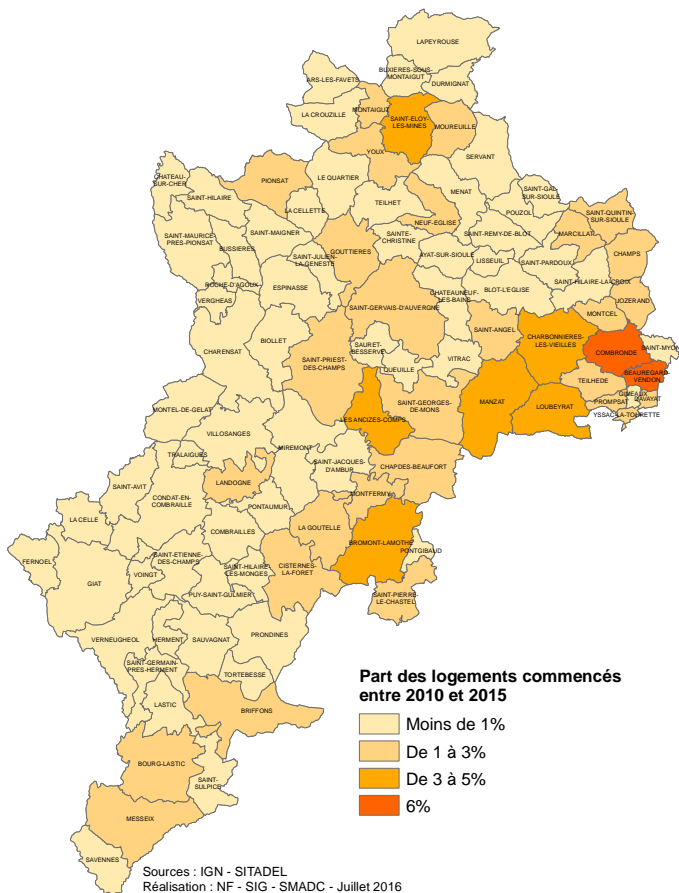 LAPEYROUSE
BUXIERES-SOUS-
MONTAIGUT
ARS-LES-FAVETS
DURMIGNAT
LA CROUZILLE
MONTAIGUT
SAINT-ELOY-
LES-MINES
MOUREUILLE
YOUX
SERVANT
CHATEAU-
SUR-CHER
PIONSAT
LE QUARTIER
SAINT-HILAIRE
MENAT
SAINT-GAL-
SUR-SIOULE
TEILHET
LA CELLETTE
POUZOL
SAINT-QUINTIN-
SUR-SIOULE
NEUF-EGLISE
SAINT-MAURICE-
PRES-PIONSAT
SAINT-MAIGNER
SAINTE-
CHRISTINE
SAINT-REMY-DE-BLOT
MARCILLAT
BUSSIERES
GOUTTIERES
SAINT-JULIEN-
LA-GENESTE
AYAT-SUR-SIOULE
LISSEUIL
SAINT-PARDOUX
CHAMPS
ROCHE-D'AGOUX
ESPINASSE
CHATEAUNEUF-
LES-BAINS
BLOT-L'EGLISE
SAINT-HILAIRE-LA-CROIX
VERGHEAS
SAINT-GERVAIS-D'AUVERGNE
JOZERAND
MONTCEL
SAINT-ANGEL
CHARBONNIERES-
LES-VIEILLES
BIOLLET
SAURET-
BESSERVE
CHARENSAT
SAINT-MYON
COMBRONDE
SAINT-PRIEST-
DES-CHAMPS
VITRAC
QUEUILLE
BEAUREGARD-
VENDON
TEILHEDE
GIMEAUX
DAVAYAT
PROMPSAT
MONTEL-DE-GELAT
SAINT-GEORGES-
DE-MONS
MANZAT
LOUBEYRAT
YSSAC-LA-TOURETTE
LES ANCIZES-COMPS
VILLOSANGES
MIREMONT
TRALAIGUES
SAINT-JACQUES-
D'AMBUR
CHAPDES-BEAUFORT
SAINT-AVIT
LANDOGNE
CONDAT-EN-
COMBRAILLE
MONTFERMY
PONTAUMUR
LA CELLE
LA GOUTELLE
COMBRAILLES
BROMONT-LAMOTHE
PONTGIBAUD
FERNOEL
SAINT-ETIENNE-
DES-CHAMPS
SAINT-HILAIRE-
LES-MONGES
CISTERNES-
LA-FORET
GIAT
VOINGT
PUY-SAINT-GULMIER
SAINT-PIERRE-
LE-CHASTEL
VERNEUGHEOL
HERMENT
SAUVAGNAT
PRONDINES
SAINT-GERMAIN-
PRES-HERMENT
TORTEBESSE
LASTIC
BRIFFONS
BOURG-LASTIC
SAINT-
SULPICE
MESSEIX
SAVENNES
Part des logements commencés
entre 2010 et 2015
Moins de 1%
De 1 à 3%
De 3 à 5%
6%
Sources : IGN - SITADEL
Réalisation : NF - SIG - SMADC - Juillet 2016